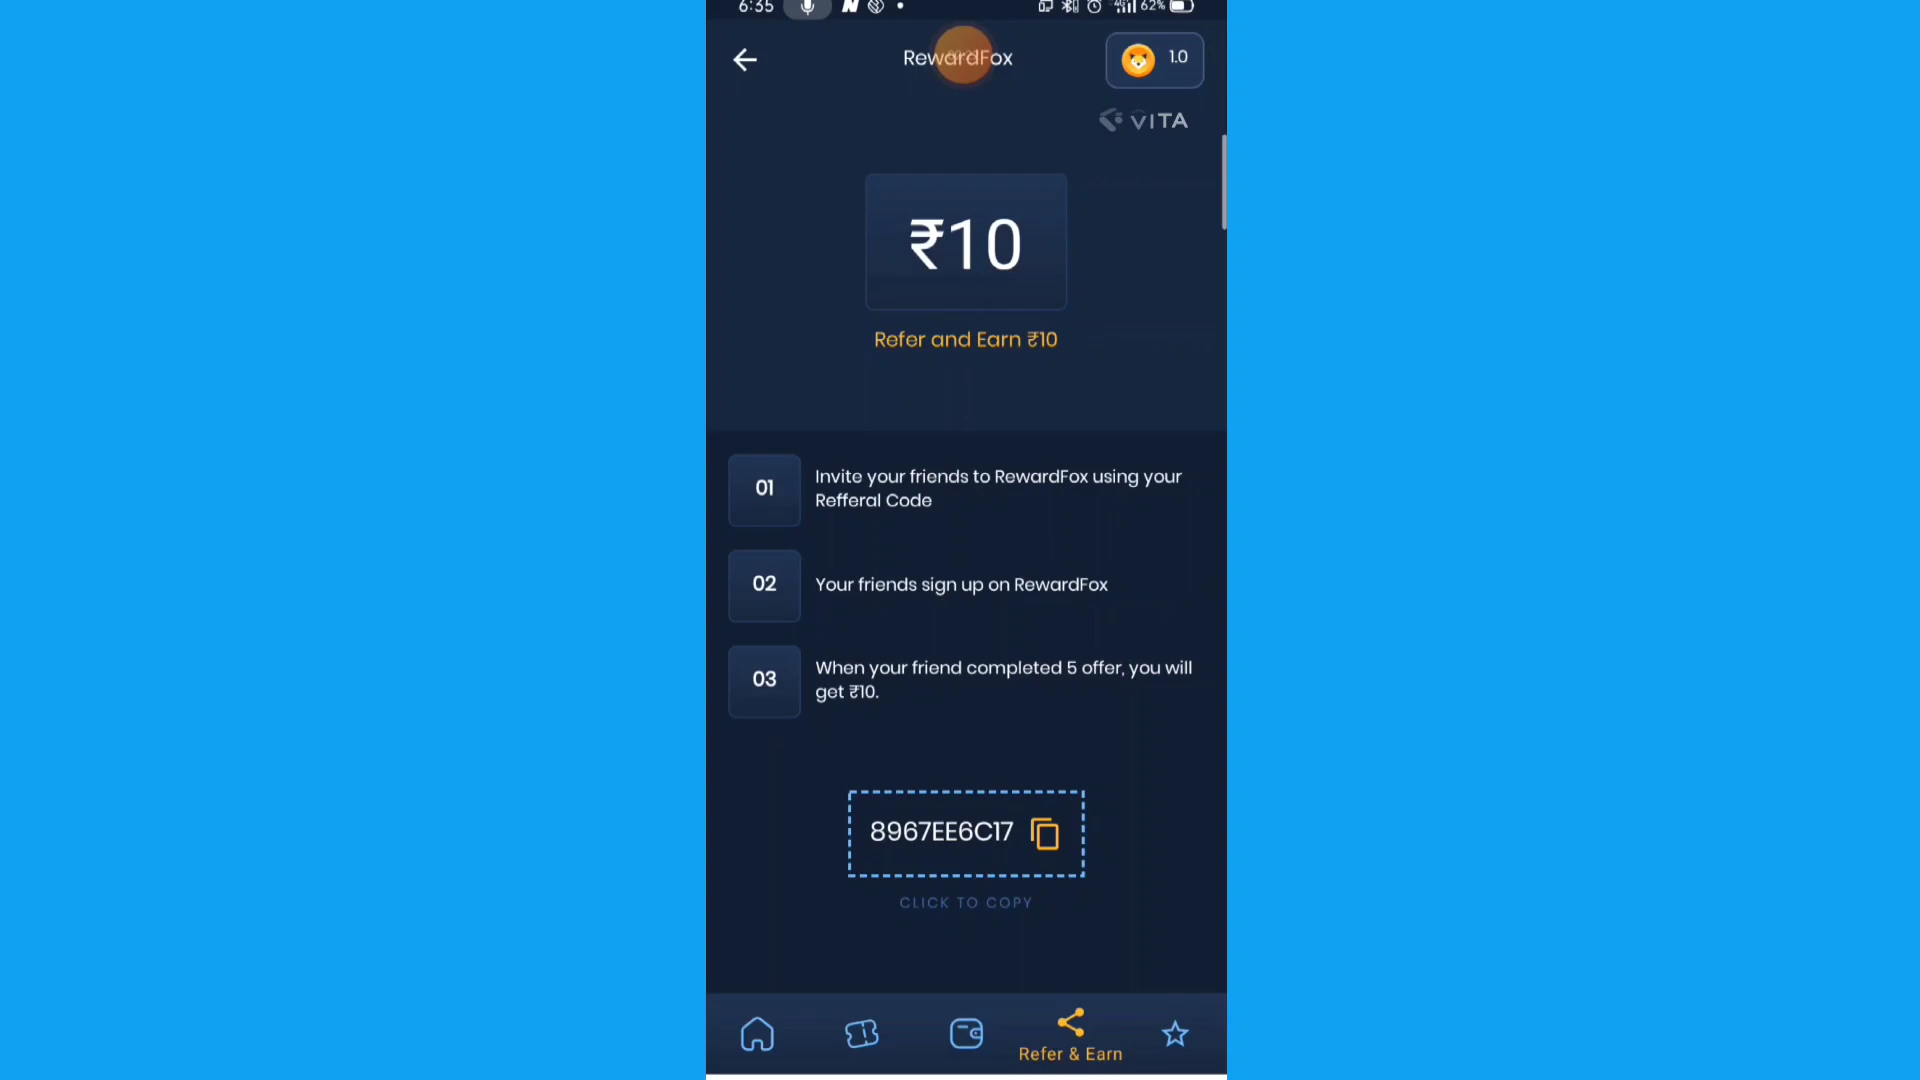 6:35
62%
RewardFox
1.0
VITA
₹10
Refer and Earn ₹10
01
Invite your friends to RewardFox using your
Refferal Code
02
Your friends sign up on RewardFox
03
When your friend completed 5 offer, you will
get ₹10.
8967EE6C17
CLICK TO COPY
Refer & Earn